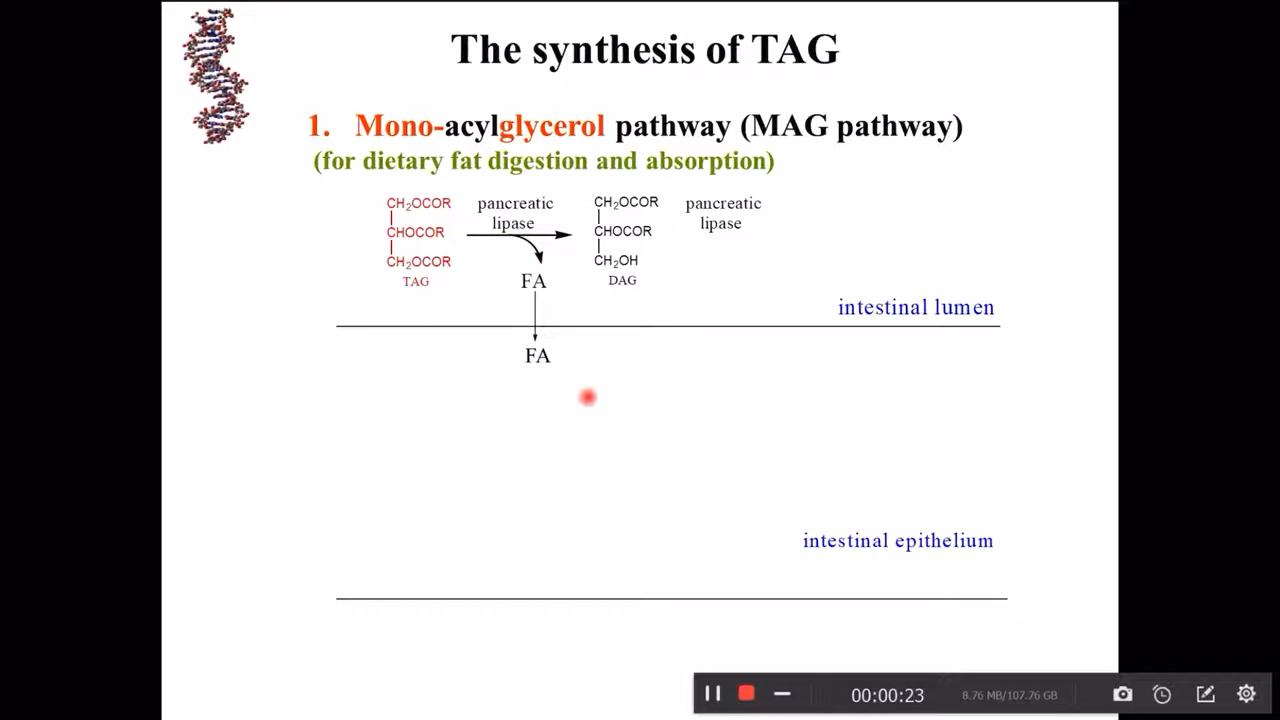 The synthesis of TAG
1. Mono-acylglycerol pathway (MAG pathway)
(for dietary fat digestion and absorption)
CH2OCOR
CHOCOR
CH2OCOR
TAG
pancreatic
lipase
FA
CH2OCOR
CHOCOR
CH2OH
DAG
pancreatic
lipase
intestinal lumen
FA
intestinal epithelium
00:00:23
8.76 MB/107.76 GB